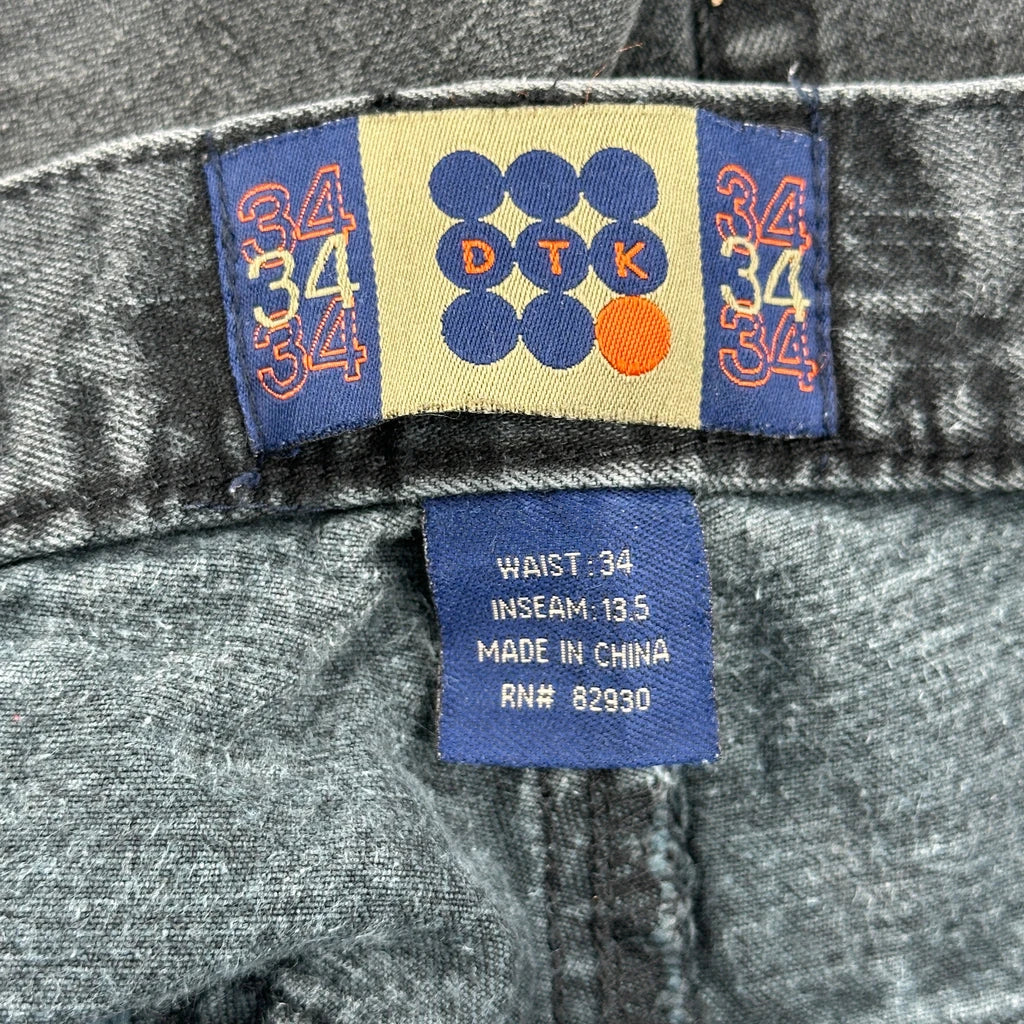 34 34
34 34
34 34
DTK
WAIST: 34
INSEAM: 13.5
MADE IN CHINA
RN# 82930